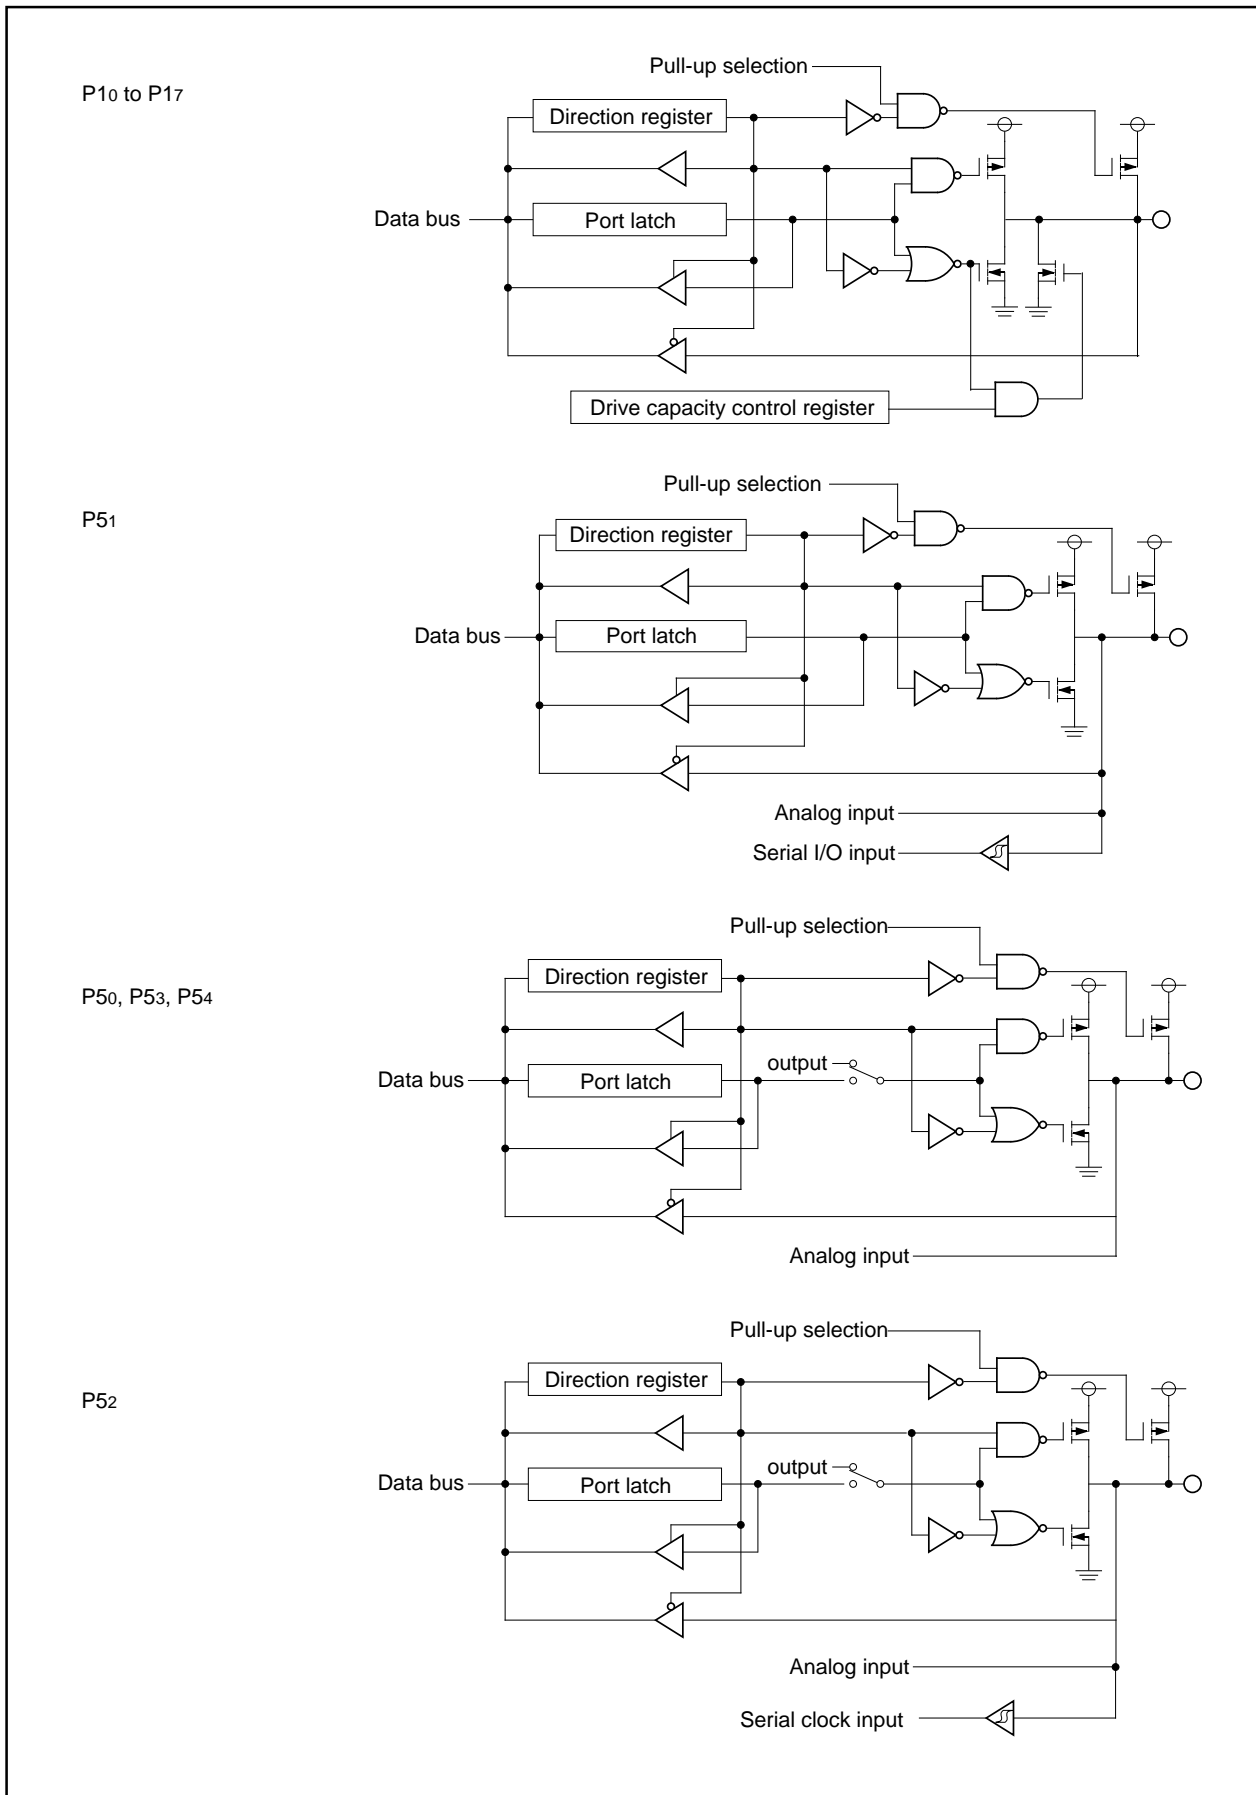 Pull-up selection
P10 to P17
Direction register
Data bus
Port latch
Drive capacity control register
Pull-up selection
P51
Direction register
Data bus
Port latch
Analog input
Serial I/O input
Pull-up selection
P50, P53, P54
Direction register
output
Data bus
Port latch
Analog input
Pull-up selection
P52
Direction register
output
Data bus
Port latch
Analog input
Serial clock input